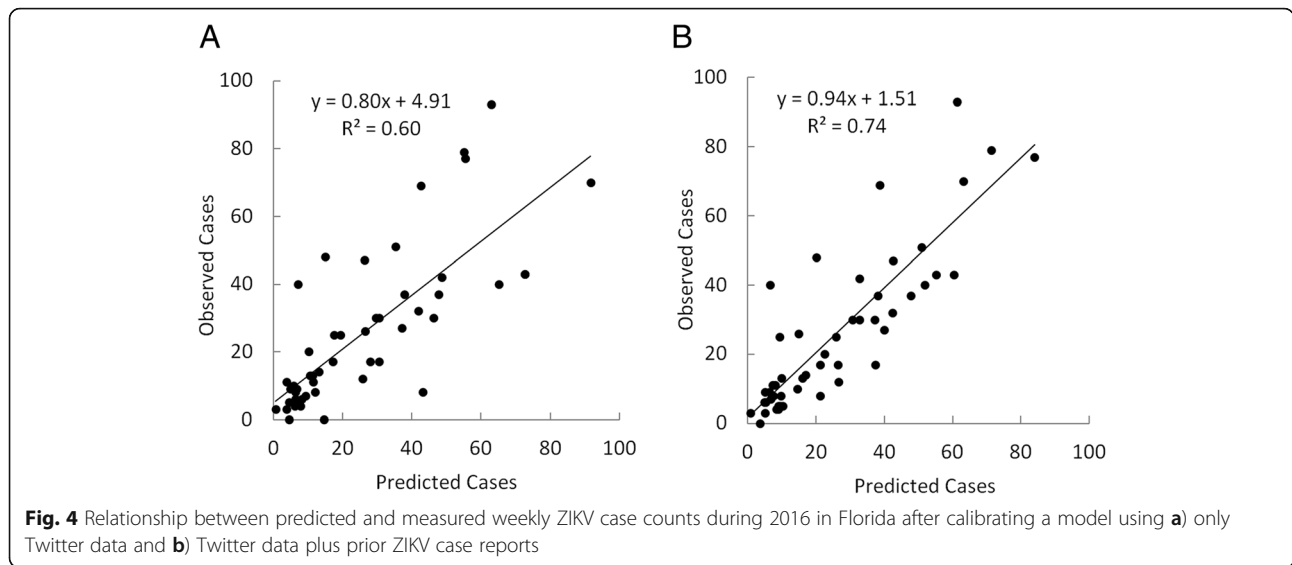 A
100
80
60
40
20
0
Observed Cases
y = 0.80x + 4.91
R² = 0.60
0 20 40 60 80 100
Predicted Cases
B
100
80
60
40
20
0
Observed Cases
y = 0.94x + 1.51
R² = 0.74
0 20 40 60 80 100
Predicted Cases
Fig. 4 Relationship between predicted and measured weekly ZIKV case counts during 2016 in Florida after calibrating a model using a) only
Twitter data and b) Twitter data plus prior ZIKV case reports